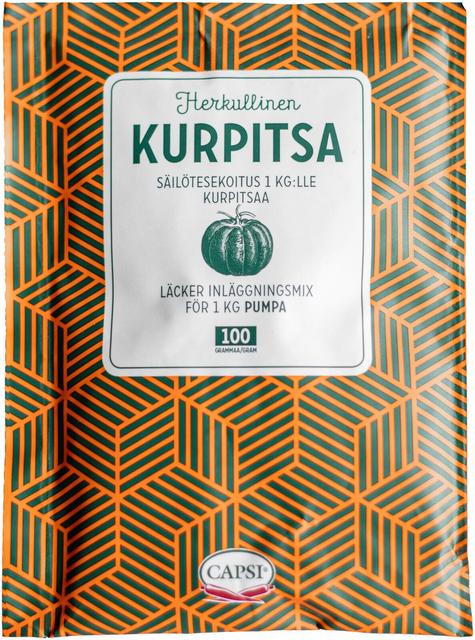 Herkullinen
KURPITSA
SÄILÖTESEKOITUS 1 KG:LLE
KURPITSAA
LÄCKER INLÄGGNINGSMIX
FÖR 1 KG PUMPA
100
GRAMMAA/GRAM
CAPSI®